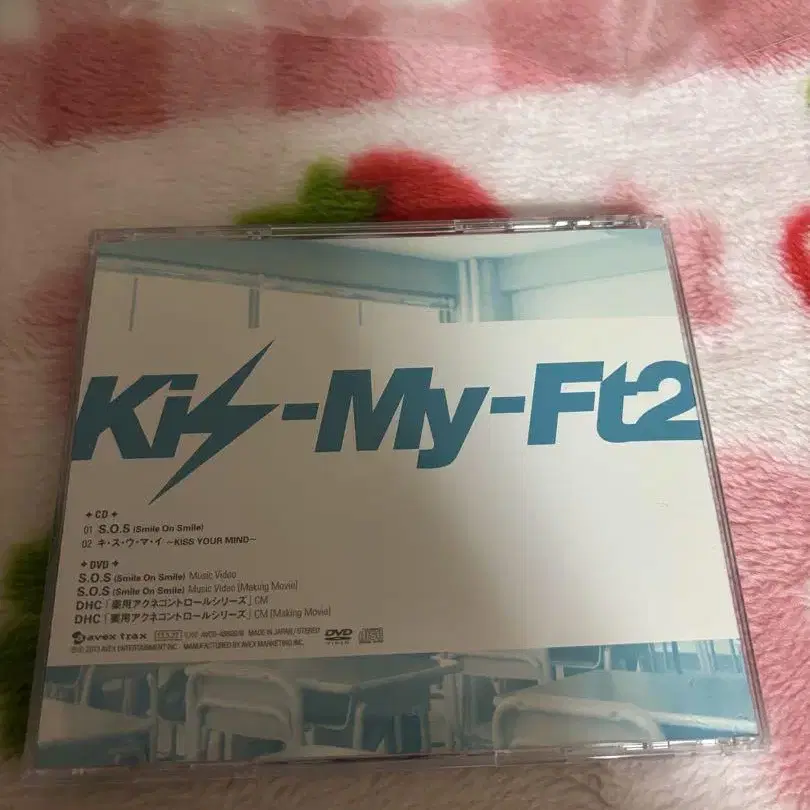 Kis-My-Ft2
✦ CD ✦
01 S.O.S (Smile On Smile)
02 キ・ス・ウ・マ・イ ～KISS YOUR MIND～
✦ DVD ✦
S.O.S (Smile On Smile) Music Video
S.O.S (Smile On Smile) Music Video [Making Movie]
DHC「薬用アクネコントロールシリーズ」CM
DHC「薬用アクネコントロールシリーズ」CM [Making Movie]
avex trax MADE IN JAPAN / STEREO DVD VIDEO
2013 AVEX ENTERTAINMENT INC. MANUFACTURED BY AVEX MARKETING INC.